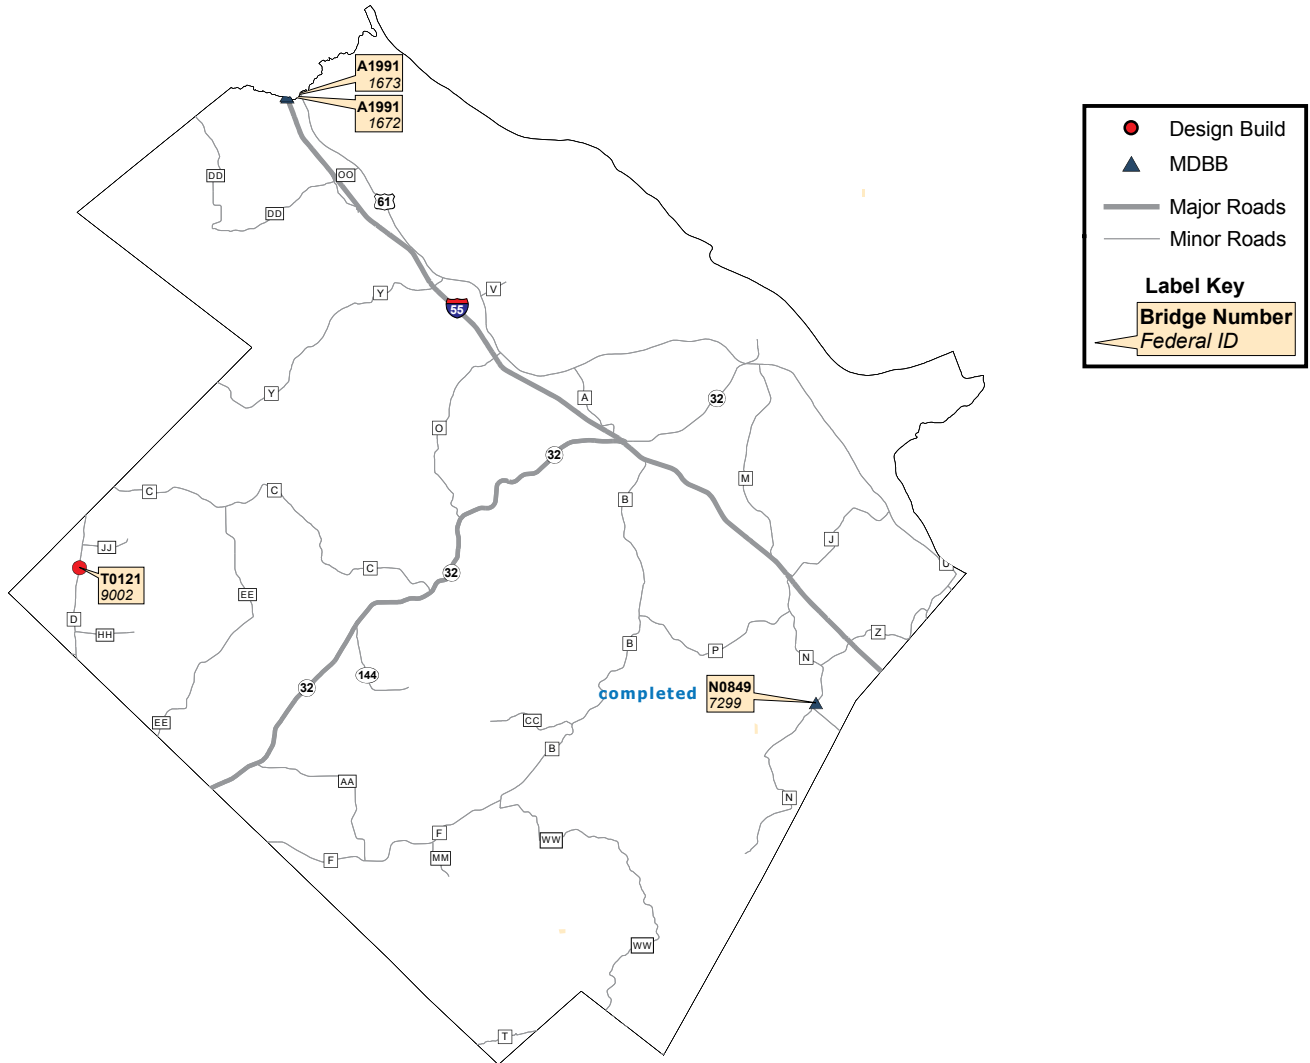 A1991
1673
A1991
1672
Design Build
MDBB
Major Roads
Minor Roads
Label Key
Bridge Number
Federal ID
DD
OO
61
DD
Y
V
55
Y
A
32
O
32
C
C
M
B
J
JJ
C
32
U
T0121
9002
EE
D
HH
B
P
N
Z
144
32
completed
N0849
7299
EE
CC
B
AA
N
F
WW
F
MM
WW
T